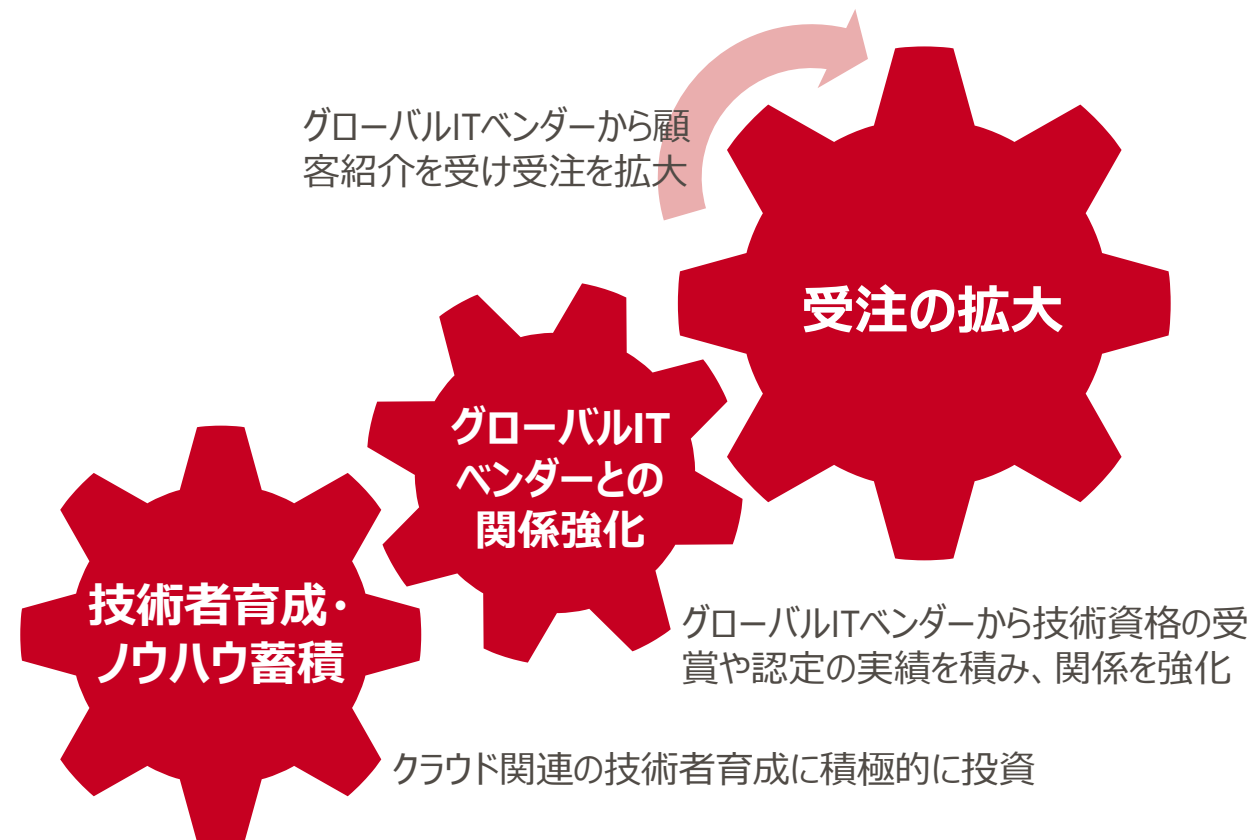 グローバルITベンダーから顧
客紹介を受け受注を拡大
受注の拡大
グローバルIT
ベンダーとの
関係強化
技術者育成・
ノウハウ蓄積
グローバルITベンダーから技術資格の受
賞や認定の実績を積み、関係を強化
クラウド関連の技術者育成に積極的に投資